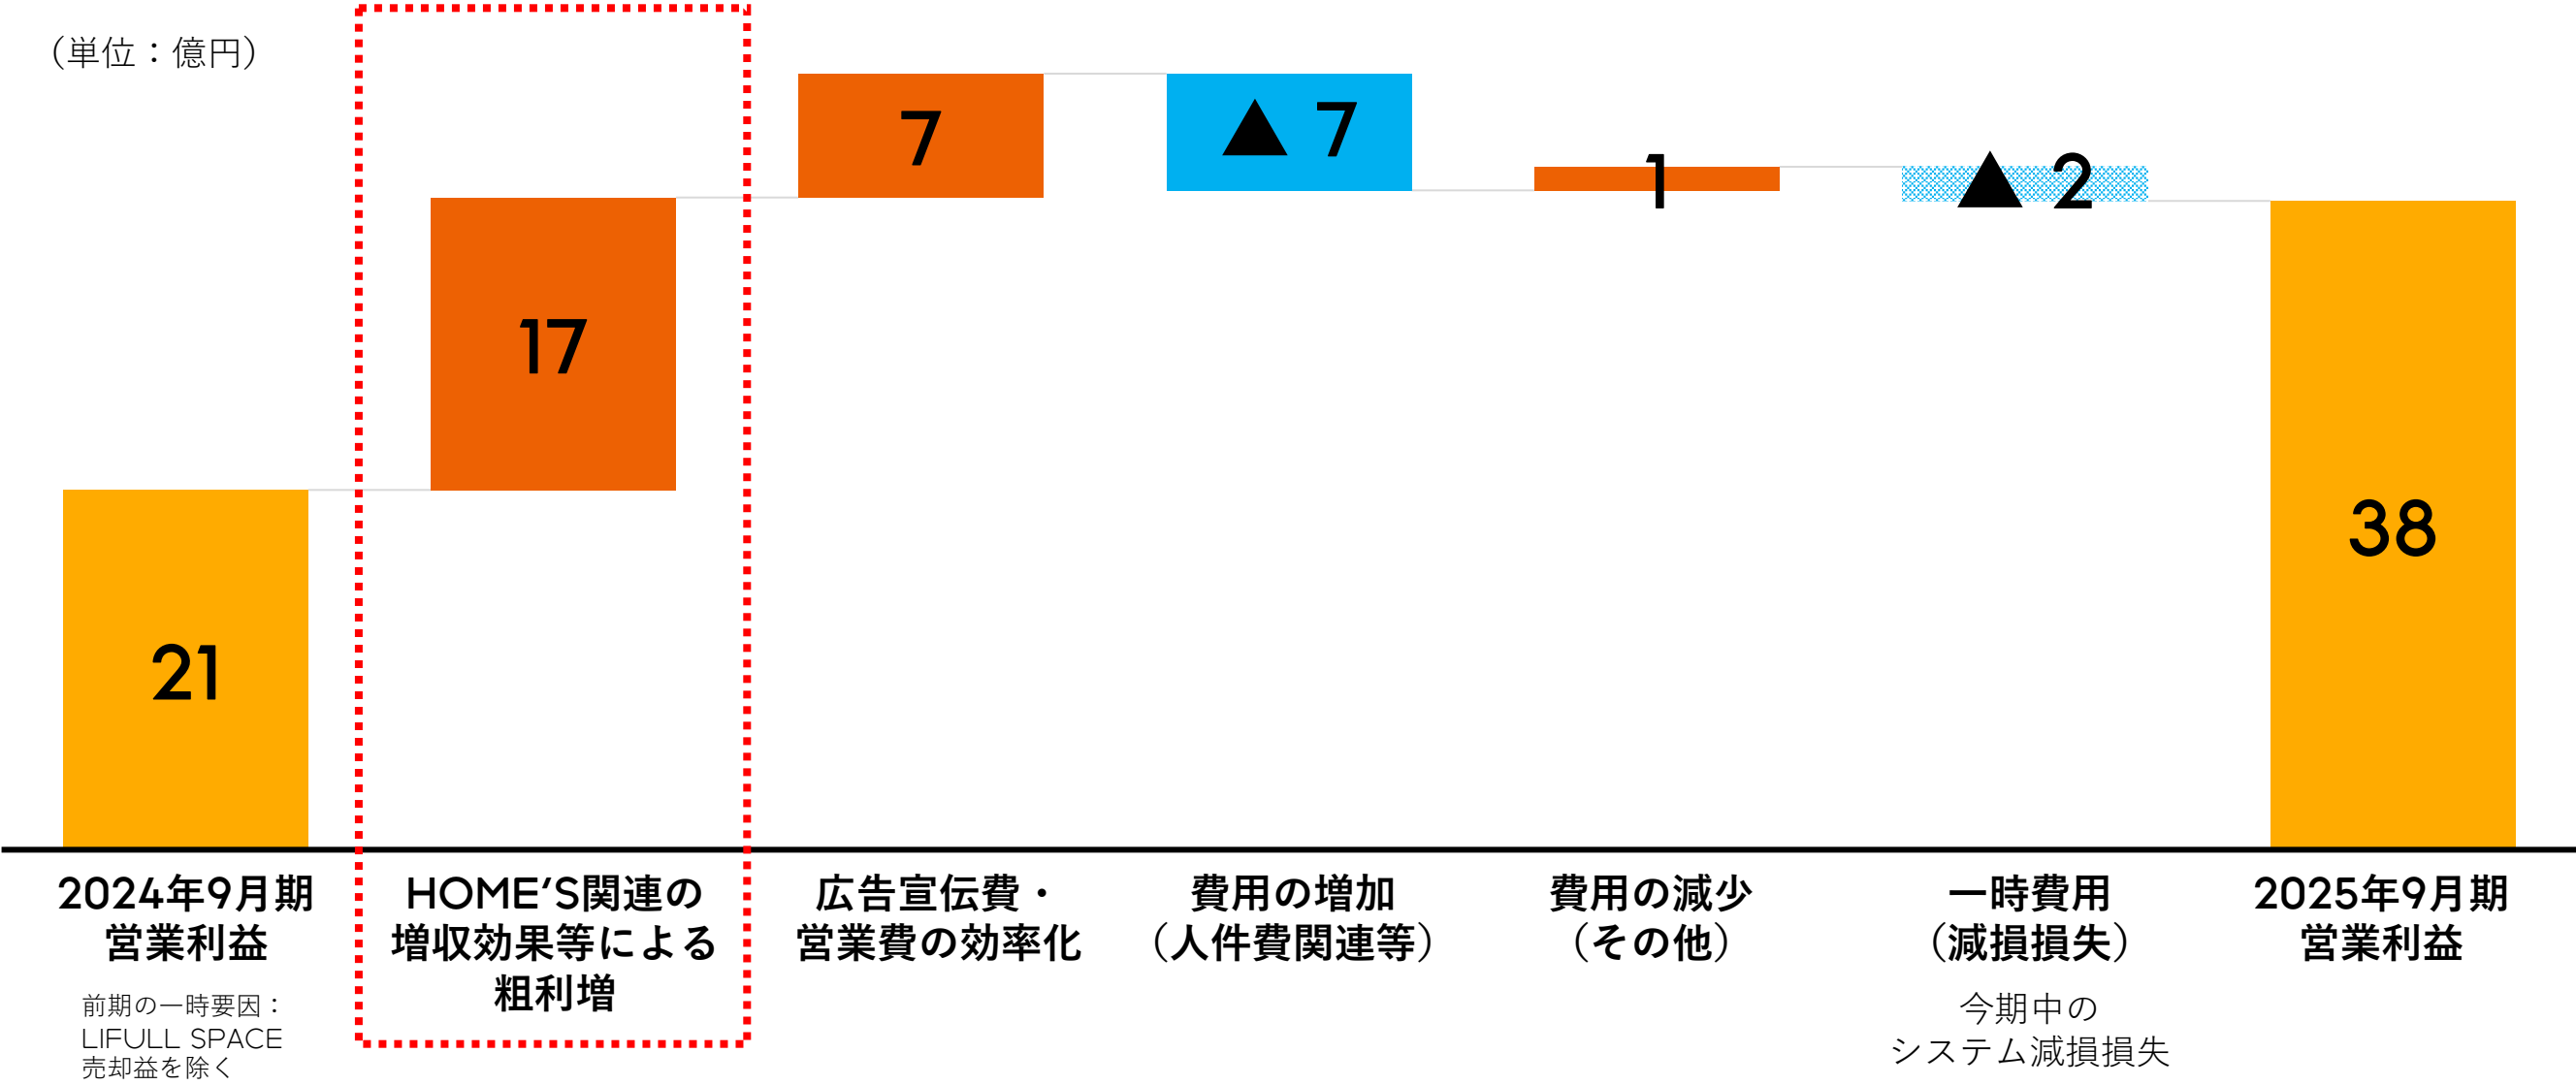 （単位：億円）
21
17
7
▲ 7
1
▲ 2
38
2024年9月期
営業利益
前期の一時要因：
LIFULL SPACE
売却益を除く
HOME'S関連の
増収効果等による
粗利増
広告宣伝費・
営業費の効率化
費用の増加
（人件費関連等）
費用の減少
（その他）
一時費用
（減損損失）
今期中の
システム減損損失
2025年9月期
営業利益